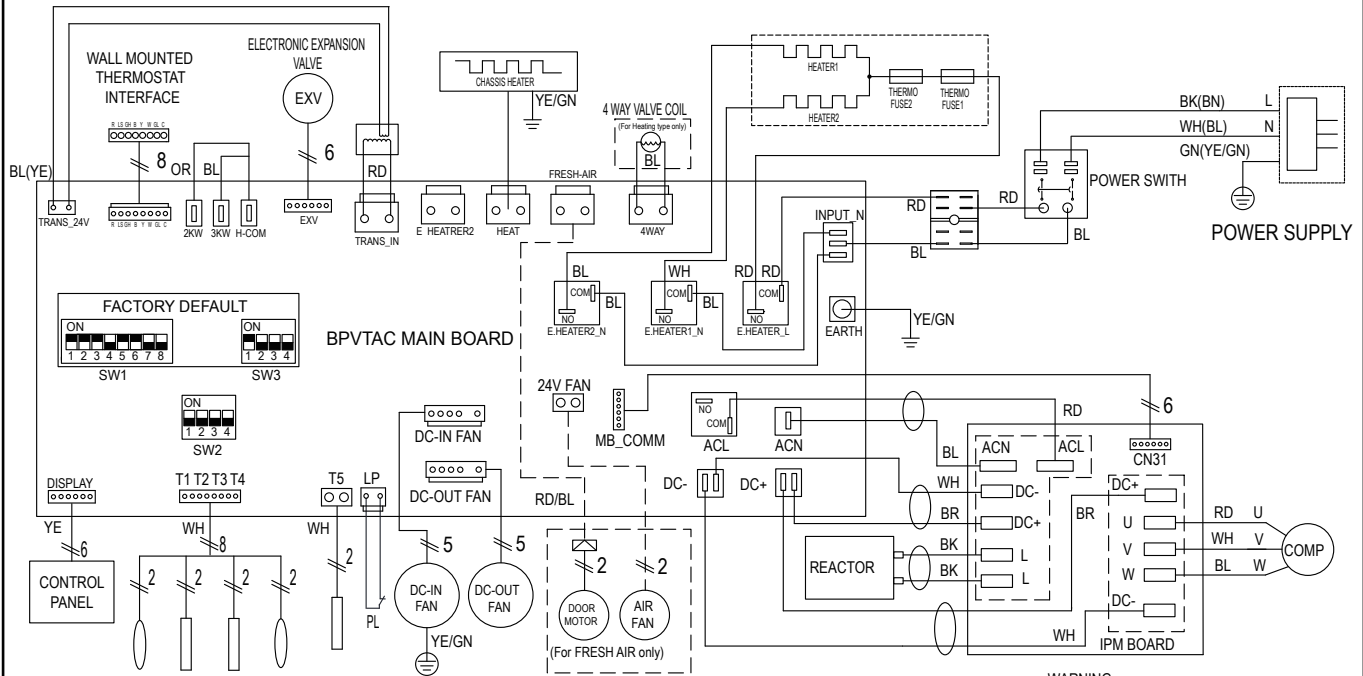 WALL MOUNTED
THERMOSTAT
INTERFACE
R LS GH B Y W GL C
8
ELECTRONIC EXPANSION
VALVE
EXV
6
OR
BL
RD
CHASSIS HEATER
YE/GN
4 WAY VALVE COIL
(For Heating type only)
BL
HEATER1
HEATER2
THERMO
FUSE2
THERMO
FUSE1
BK(BN)
L
WH(BL)
N
GN(YE/GN)
POWER SWITH
POWER SUPPLY
BL(YE)
TRANS_24V
R LS GH B Y W GL C
2KW
3KW
H-COM
EXV
TRANS_IN
E HEATRER2
HEAT
FRESH-AIR
4WAY
INPUT_N
RD
RD
BL
BL
BL
COM
NO
BL
E.HEATER2_N
WH
COM
NO
BL
E.HEATER1_N
RD
RD
COM
NO
E.HEATER_L
EARTH
YE/GN
FACTORY DEFAULT
ON
1 2 3 4 5 6 7 8
SW1
ON
1 2 3 4
SW3
BPVTAC MAIN BOARD
ON
1 2 3 4
SW2
24V FAN
DC-IN FAN
DC-OUT FAN
MB_COMM
NO
COM
ACL
ACN
RD
6
CN31
DISPLAY
T1 T2 T3 T4
T5
LP
RD/BL
DC-
DC+
BL
ACN
ACL
WH
DC-
BR
DC+
BK
L
BK
L
BR
DC+
U
V
W
DC-
RD
U
WH
V
BL
W
COMP
YE
6
CONTROL
PANEL
WH
8
2
2
2
2
WH
2
PL
5
DC-IN
FAN
YE/GN
5
DC-OUT
FAN
2
DOOR
MOTOR
2
AIR
FAN
(For FRESH AIR only)
REACTOR
WH
IPM BOARD
WARNING